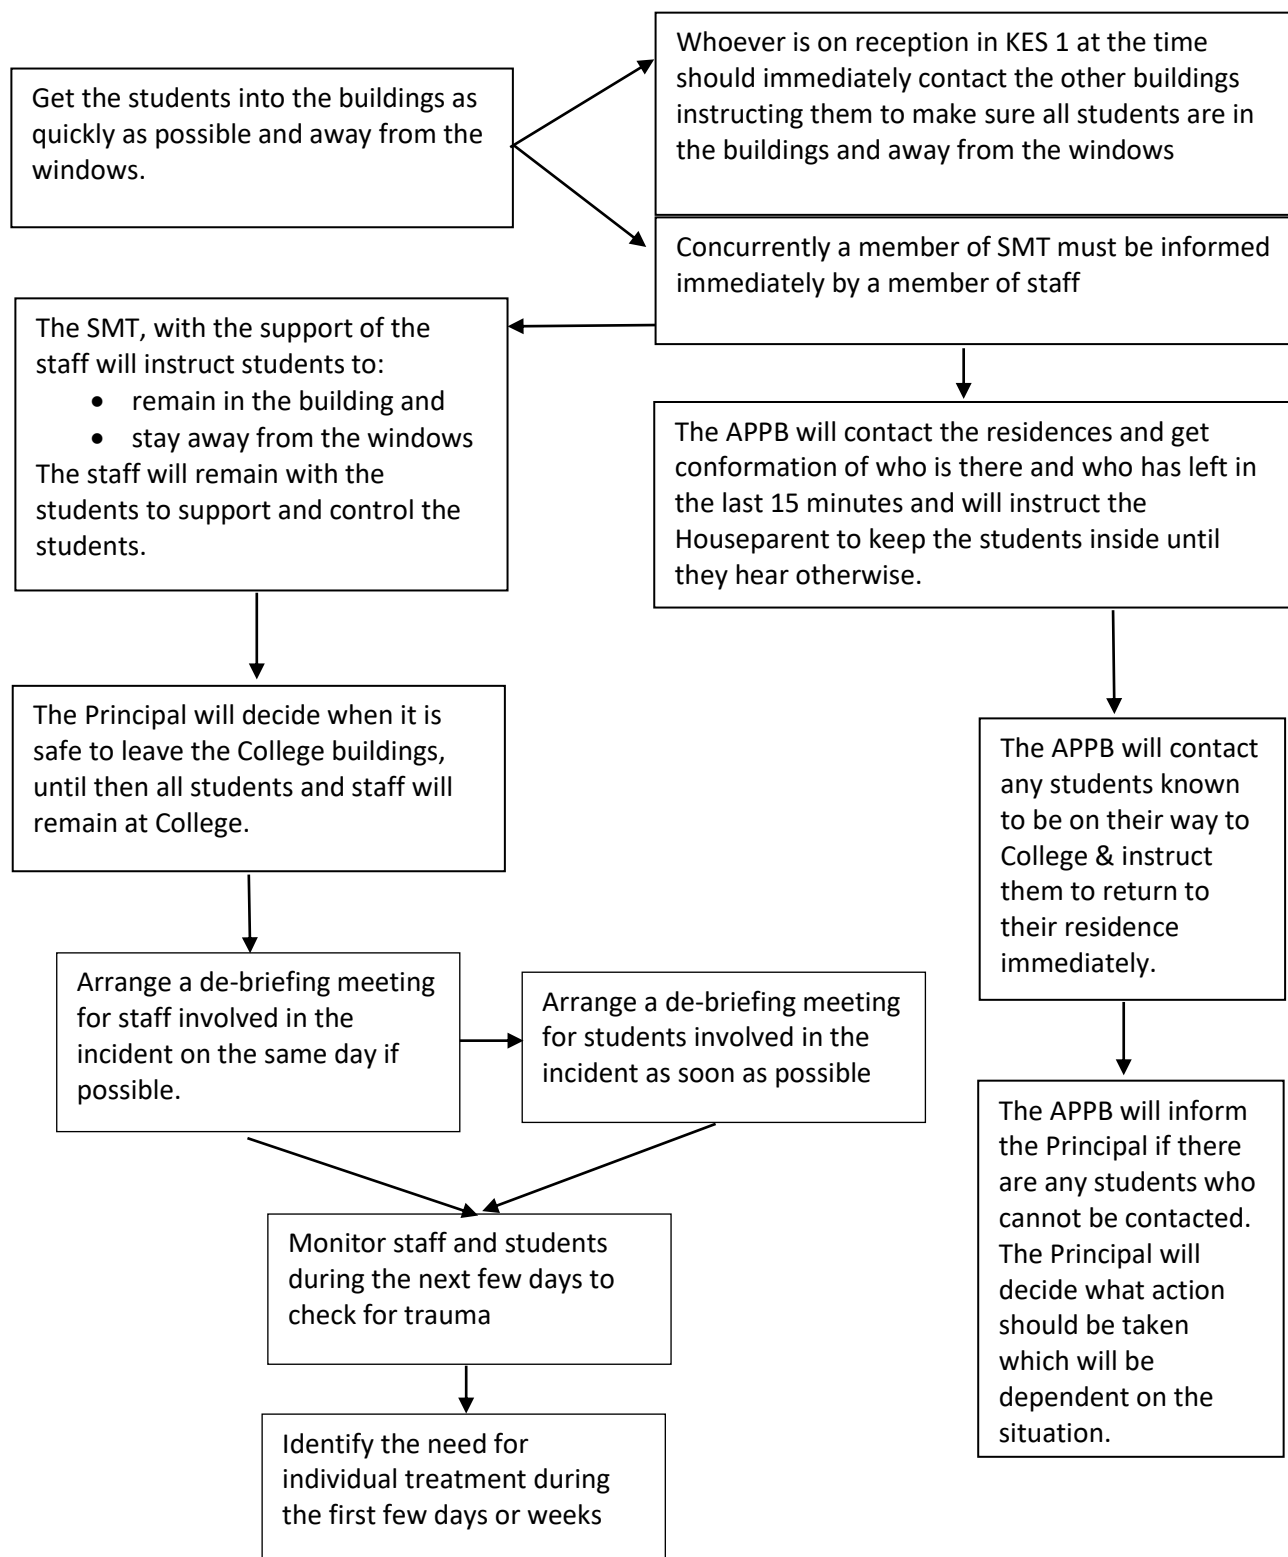 Get the students into the buildings as
quickly as possible and away from the
windows.
Whoever is on reception in KES 1 at the time
should immediately contact the other buildings
instructing them to make sure all students are in
the buildings and away from the windows
Concurrently a member of SMT must be informed
immediately by a member of staff
The SMT, with the support of the
staff will instruct students to:
• remain in the building and
• stay away from the windows
The staff will remain with the
students to support and control the
students.
The APPB will contact the residences and get
conformation of who is there and who has left in
the last 15 minutes and will instruct the
Houseparent to keep the students inside until
they hear otherwise.
The Principal will decide when it is
safe to leave the College buildings,
until then all students and staff will
remain at College.
The APPB will contact
any students known
to be on their way to
College & instruct
them to return to
their residence
immediately.
Arrange a de-briefing meeting
for staff involved in the
incident on the same day if
possible.
Arrange a de-briefing meeting
for students involved in the
incident as soon as possible
The APPB will inform
the Principal if there
are any students who
cannot be contacted.
The Principal will
decide what action
should be taken
which will be
dependent on the
situation.
Monitor staff and students
during the next few days to
check for trauma
Identify the need for
individual treatment during
the first few days or weeks